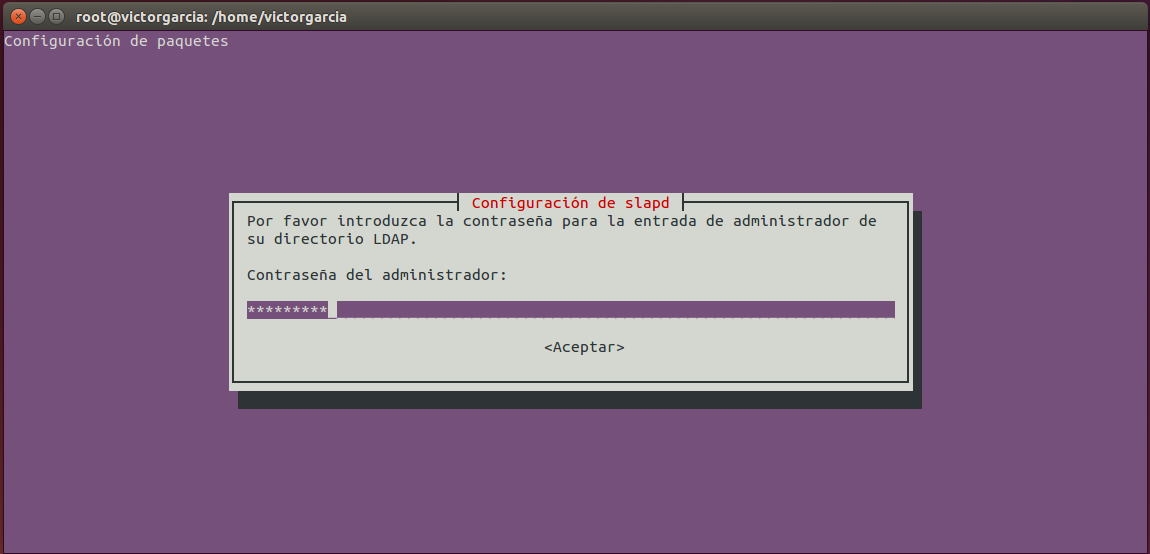 root@victorgarcia: /home/victorgarcia
Configuración de paquetes
Configuración de slapd
Por favor introduzca la contraseña para la entrada de administrador de
su directorio LDAP.
Contraseña del administrador:
*********
<Aceptar>